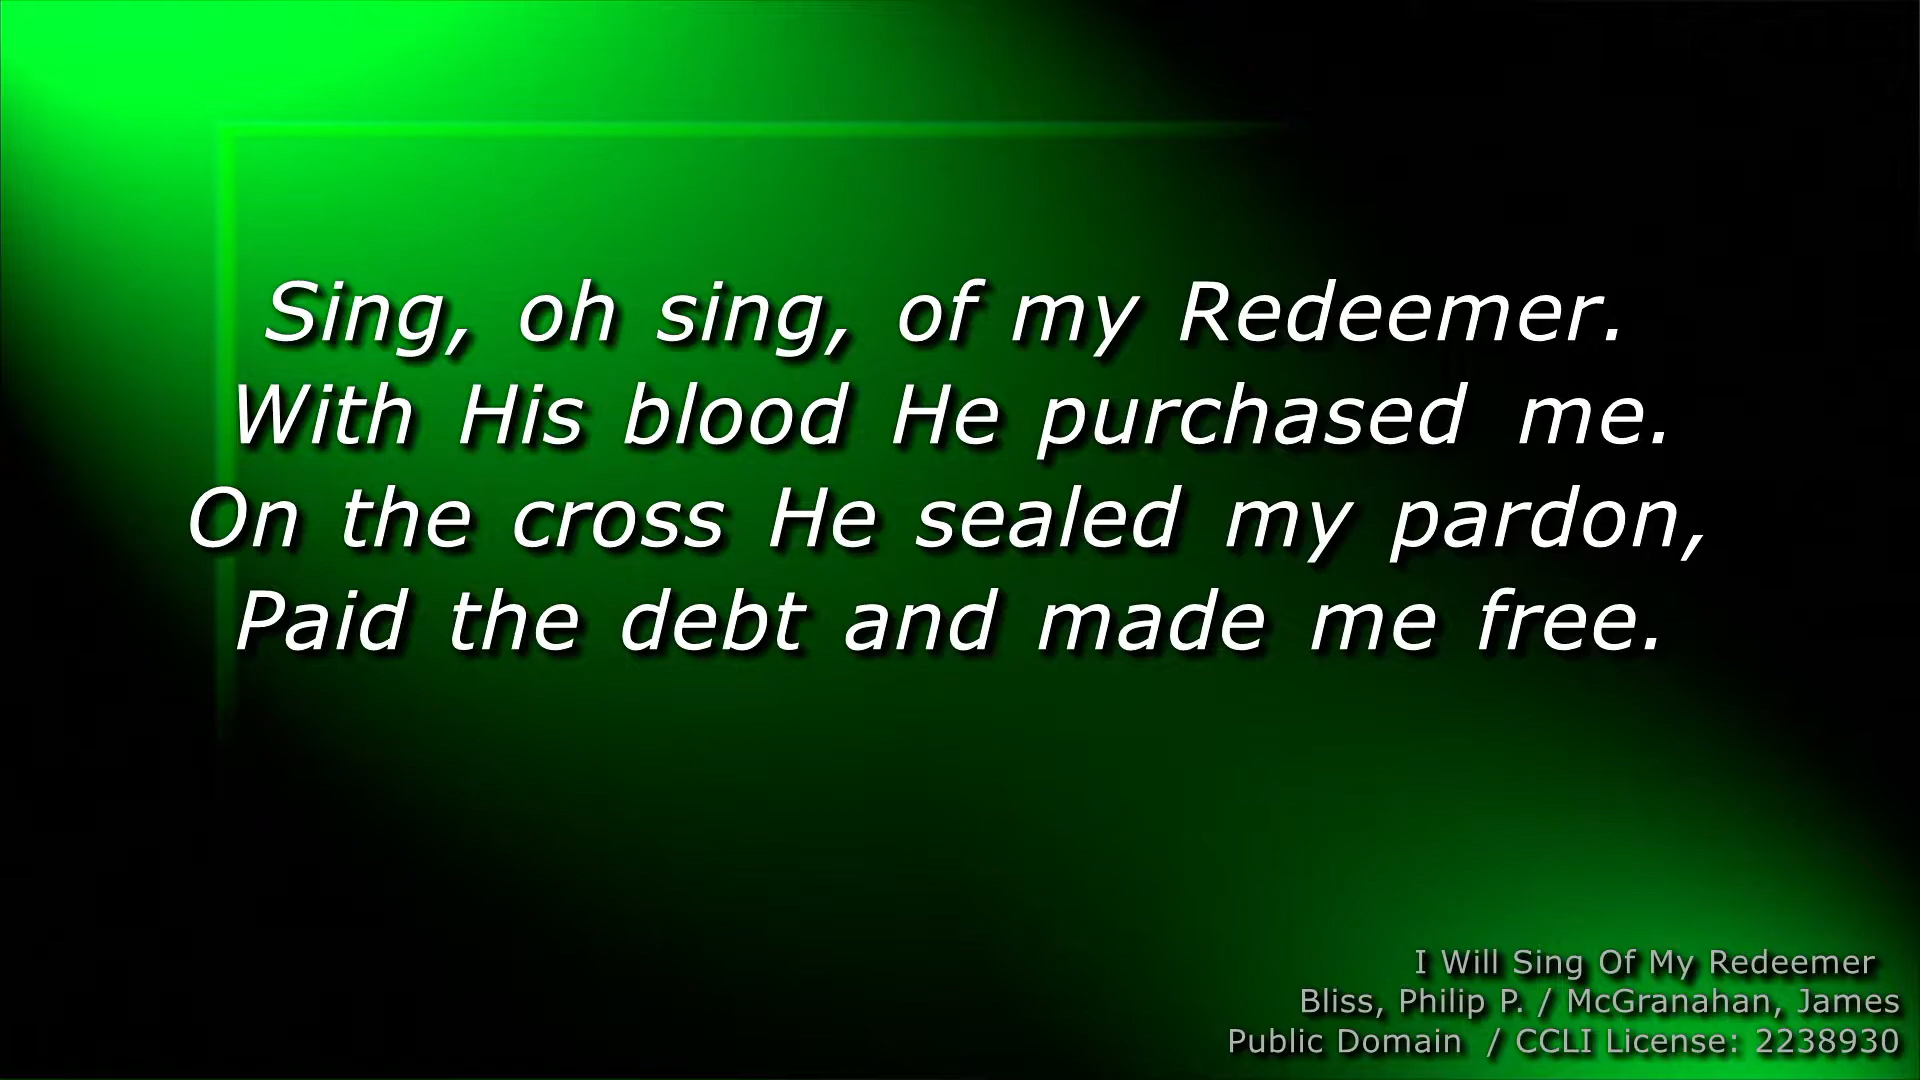 Sing, oh sing, of my Redeemer.
With His blood He purchased me.
On the cross He sealed my pardon,
Paid the debt and made me free.
I Will Sing Of My Redeemer
Bliss, Philip P. / McGranahan, James
Public Domain / CCLI License: 2238930